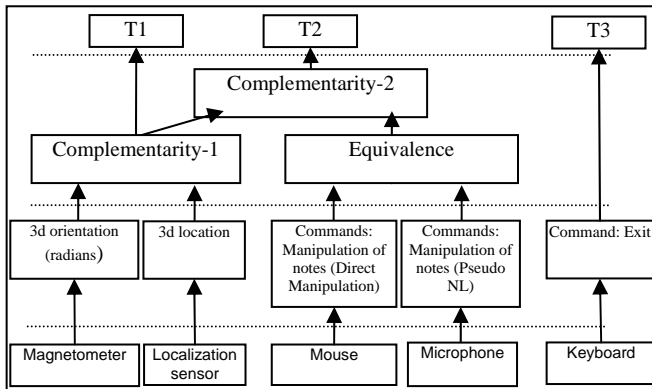 T1
T2
T3
Complementarity-2
Complementarity-1
Equivalence
3d orientation
(radians)
3d location
Commands:
Manipulation of
notes (Direct
Manipulation)
Commands:
Manipulation of
notes (Pseudo
NL)
Command: Exit
Magnetometer
Localization
sensor
Mouse
Microphone
Keyboard